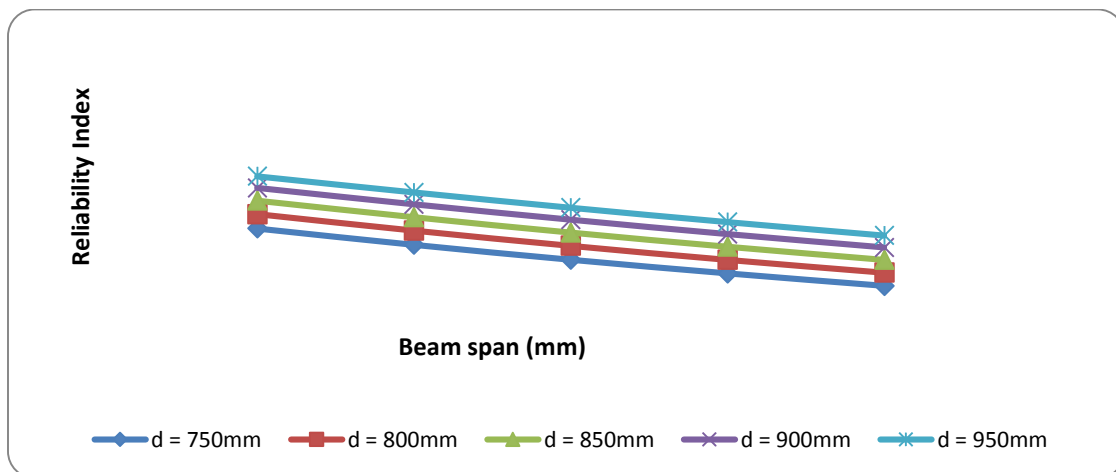 Reliability Index
Beam span (mm)
d = 750mm
d = 800mm
d = 850mm
d = 900mm
d = 950mm